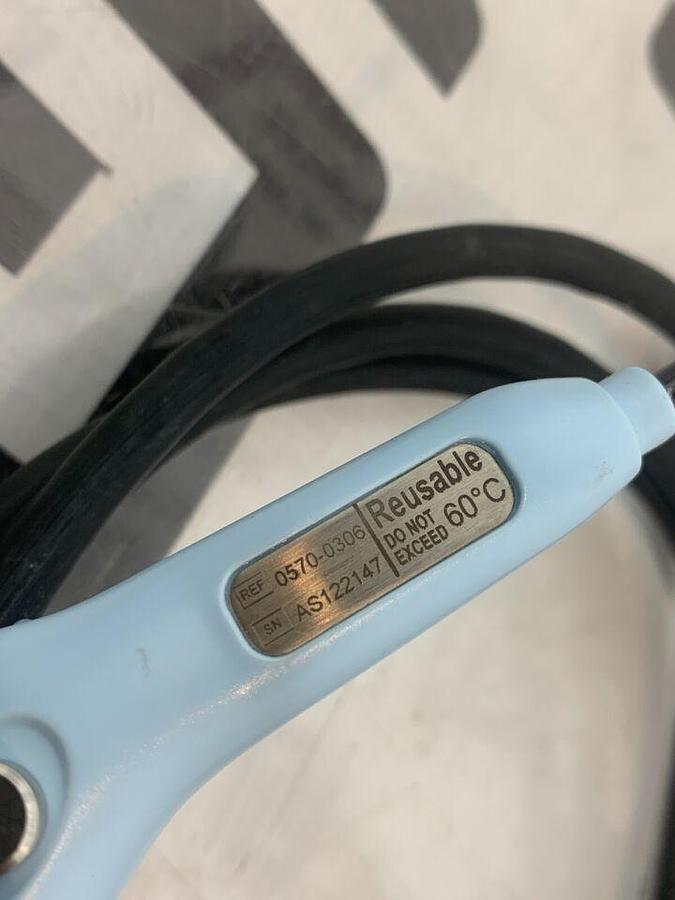 REF 0570-0306
SN AS122147
Reusable
DO NOT
EXCEED 60°C